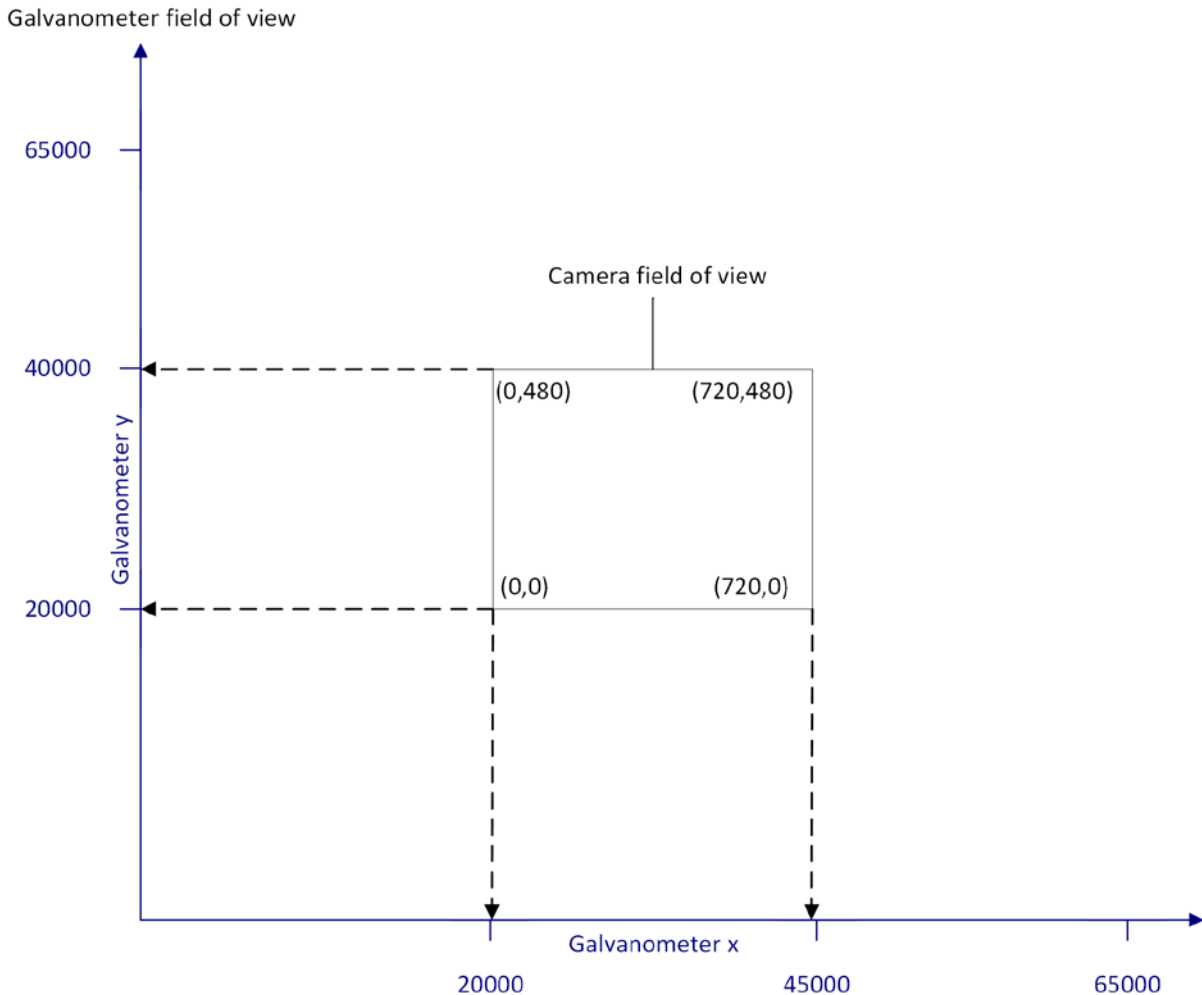 Galvanometer field of view
65000
Camera field of view
40000
(0,480) (720,480)
Galvanometer y
(0,0) (720,0)
20000
Galvanometer x
20000 45000 65000